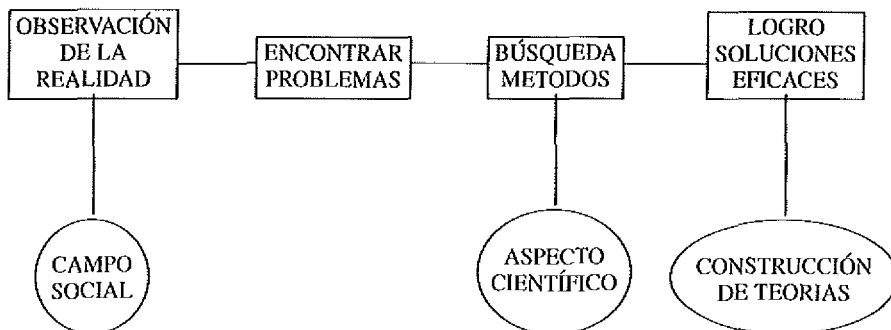 OBSERVACIÓN
DE LA
REALIDAD
ENCONTRAR
PROBLEMAS
BÚSQUEDA
METODOS
LOGRO
SOLUCIONES
EFICACES
CAMPO
SOCIAL
ASPECTO
CIENTÍFICO
CONSTRUCCIÓN
DE TEORIAS